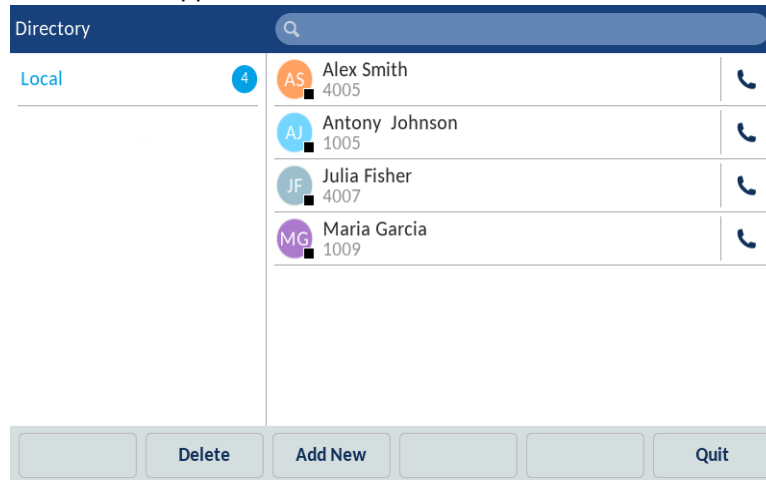 Directory
Local 4
AS Alex Smith
4005
AJ Antony Johnson
1005
JF Julia Fisher
4007
MG Maria Garcia
1009
Delete Add New Quit